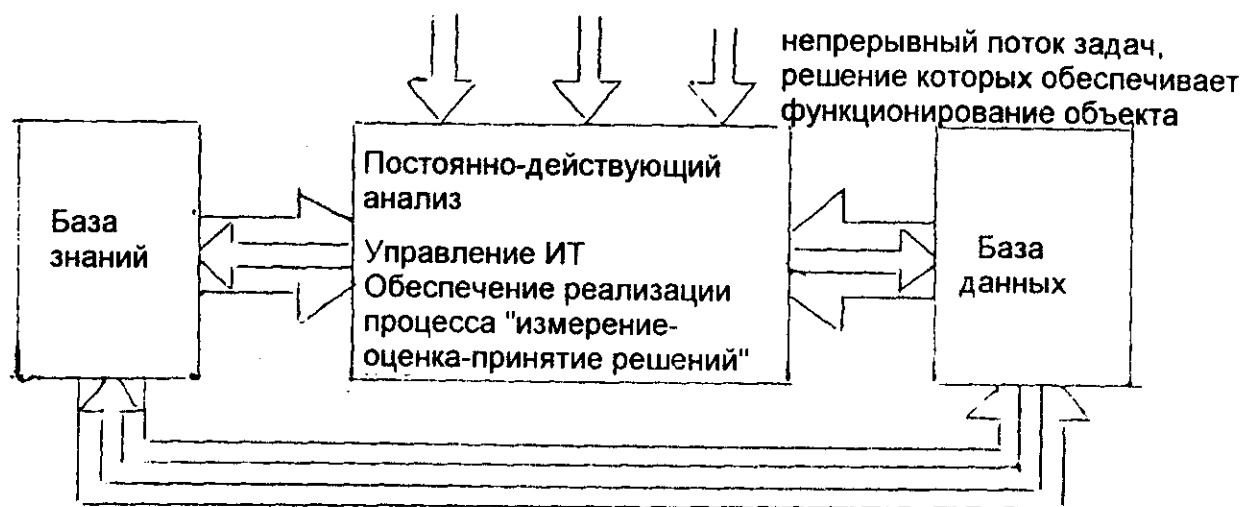 непрерывный поток задач,
решение которых обеспечивает
функционирование объекта
База
знаний
Постоянно-действующий
анализ
Управление ИТ
Обеспечение реализации
процесса "измерение-
оценка-принятие решений"
База
данных